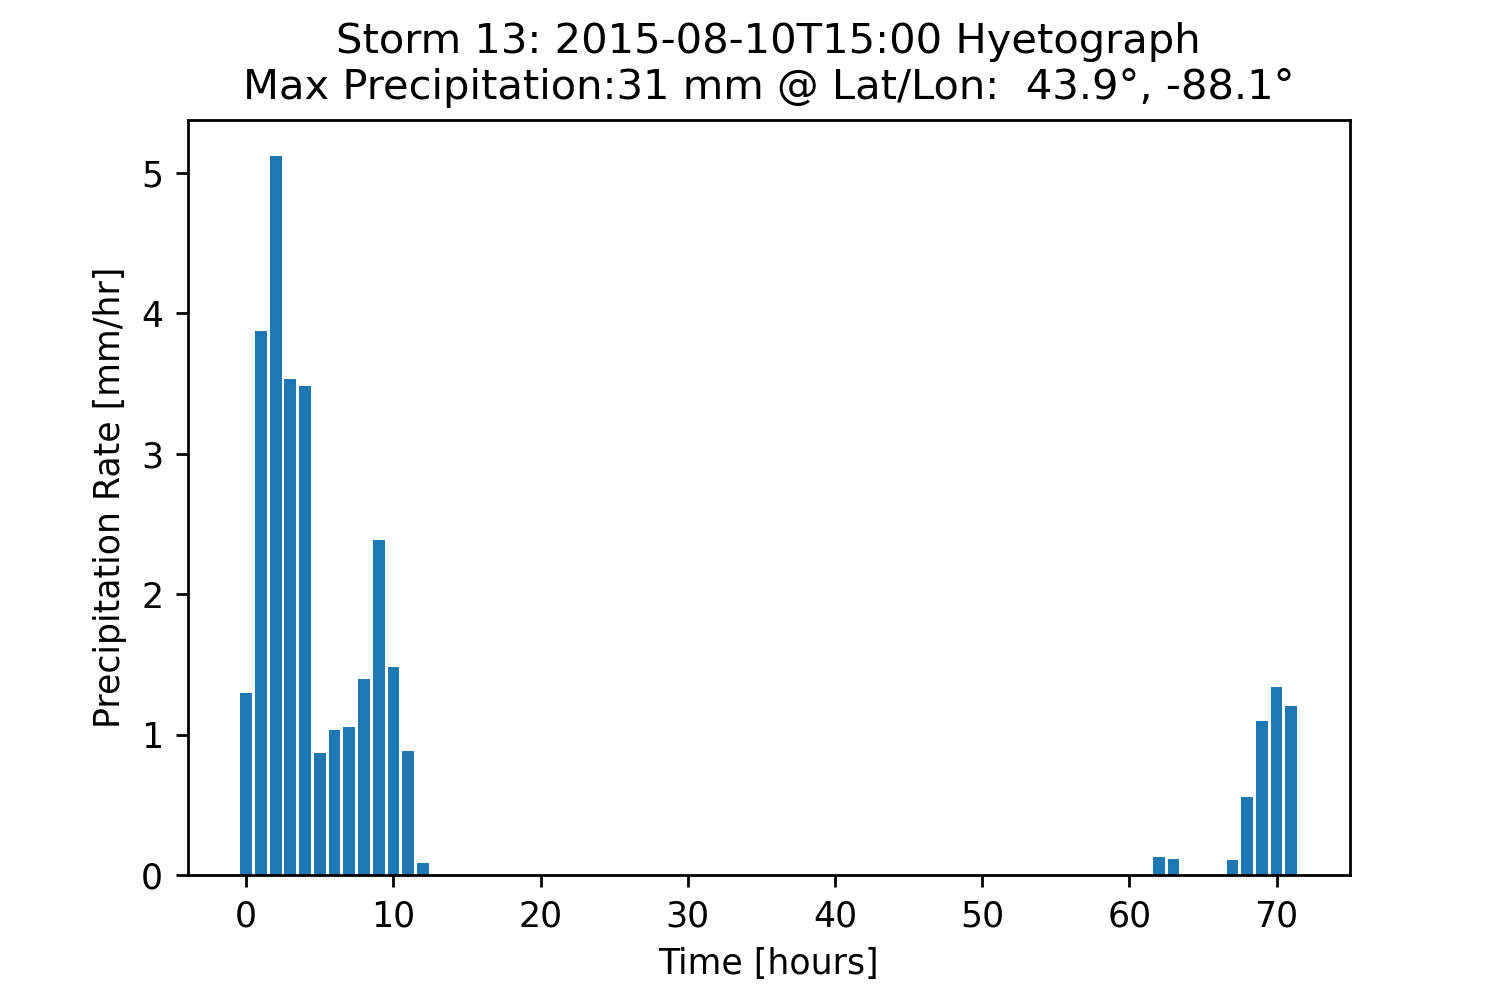 Storm 13: 2015-08-10T15:00 Hyetograph
Max Precipitation:31 mm @ Lat/Lon:  43.9°, -88.1°
5
4
3
2
1
0
Precipitation Rate [mm/hr]
0 10 20 30 40 50 60 70
Time [hours]